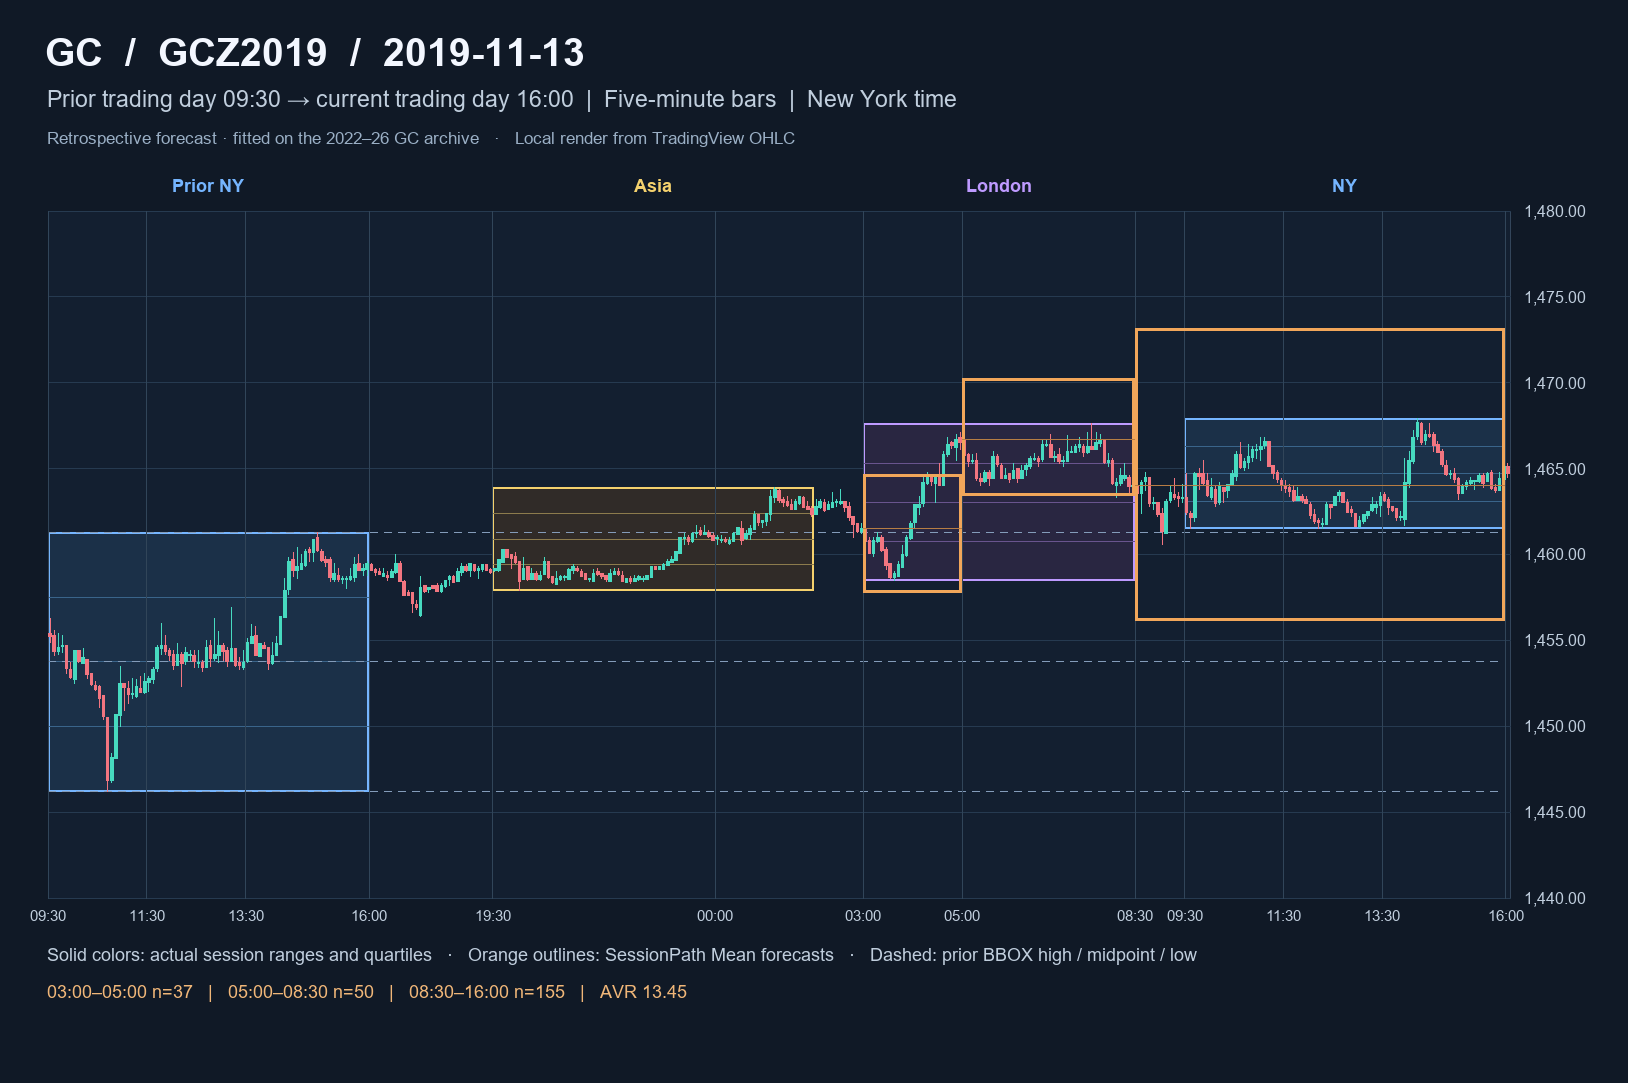 GC / GCZ2019 / 2019-11-13
Prior trading day 09:30 → current trading day 16:00 | Five-minute bars | New York time
Retrospective forecast · fitted on the 2022–26 GC archive · Local render from TradingView OHLC
Prior NY Asia London NY
1,480.00
1,475.00
1,470.00
1,465.00
1,460.00
1,455.00
1,450.00
1,445.00
1,440.00
09:30 11:30 13:30 16:00 19:30 00:00 03:00 05:00 08:30 09:30 11:30 13:30 16:00
Solid colors: actual session ranges and quartiles · Orange outlines: SessionPath Mean forecasts · Dashed: prior BBOX high / midpoint / low
03:00–05:00 n=37 | 05:00–08:30 n=50 | 08:30–16:00 n=155 | AVR 13.45